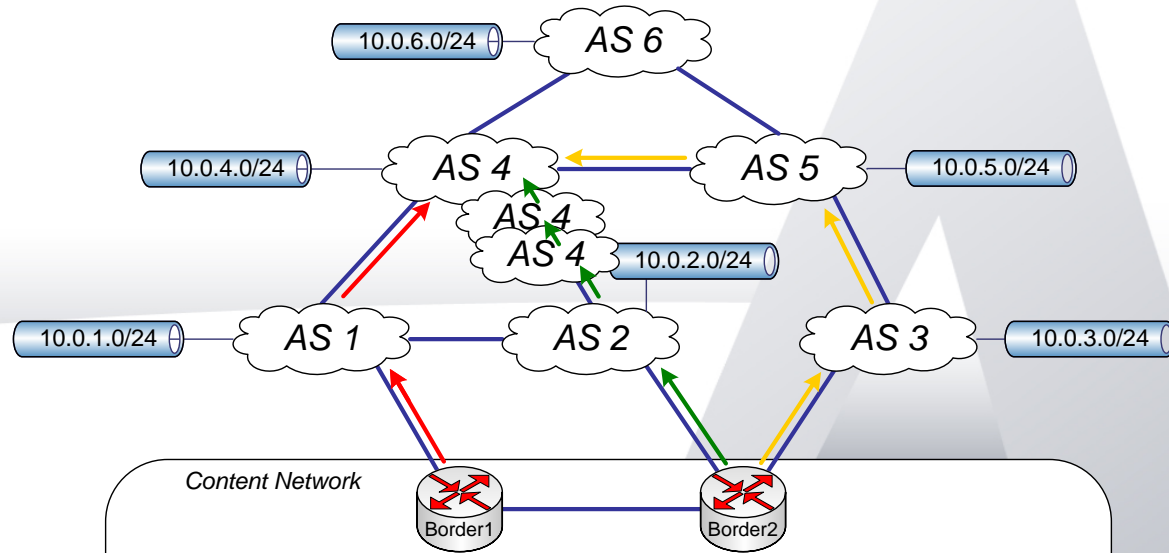 10.0.6.0/24
AS 6
10.0.4.0/24
AS 4
AS 5
10.0.5.0/24
AS 4
AS 4
10.0.2.0/24
10.0.1.0/24
AS 1
AS 2
AS 3
10.0.3.0/24
Content Network
Border1
Border2